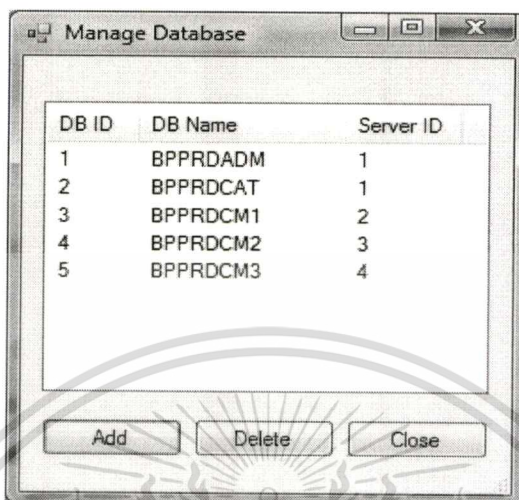 Manage Database
DB ID DB Name Server ID
1 BPPRDADM 1
2 BPPRDCAT 1
3 BPPRDCM1 2
4 BPPRDCM2 3
5 BPPRDCM3 4
Add Delete Close